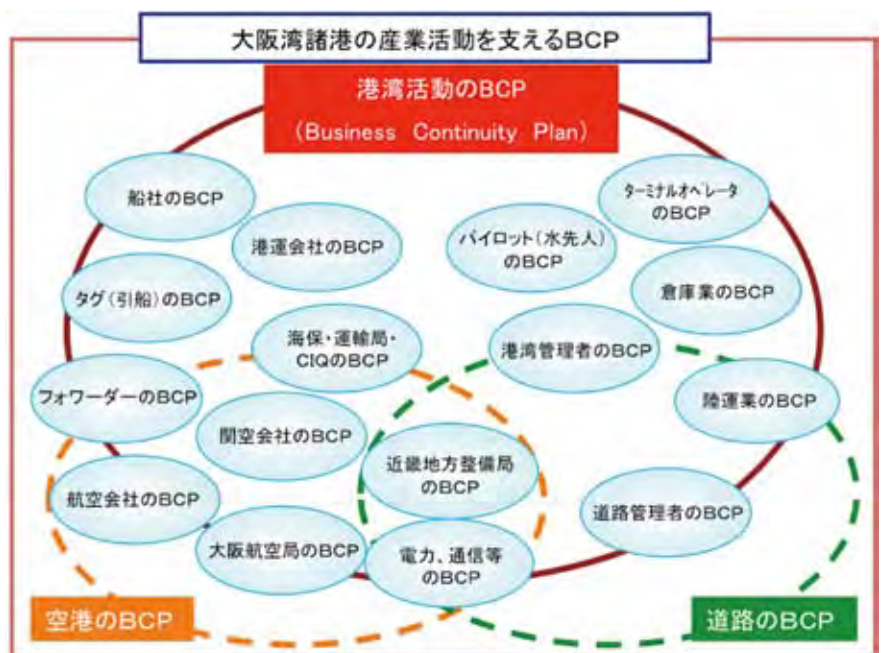 大阪湾諸港の産業活動を支えるBCP
港湾活動のBCP
（Business Continuity Plan）
船社のBCP
ターミナルオペレータ
のBCP
港運会社のBCP
パイロット（水先人）
のBCP
タグ（引船）のBCP
倉庫業のBCP
海保・運輸局・
CIQのBCP
港湾管理者のBCP
フォワーダーのBCP
陸運業のBCP
関空会社のBCP
近畿地方整備局
のBCP
航空会社のBCP
道路管理者のBCP
大阪航空局のBCP
電力、通信等
のBCP
空港のBCP
道路のBCP